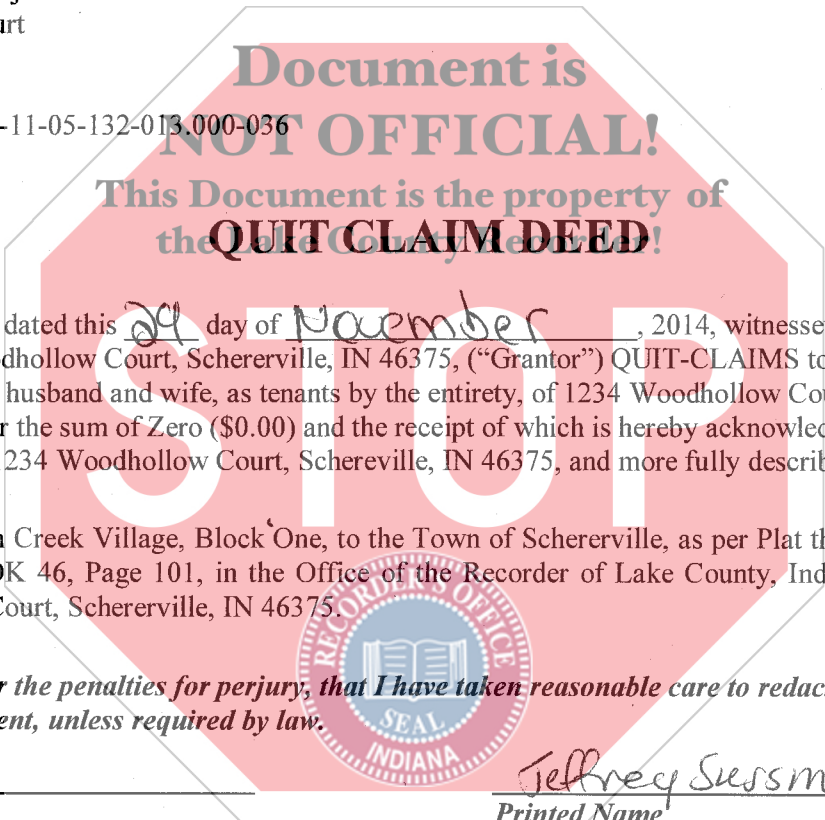 urt
Document is
-11-05-132-013.000-036
NOT OFFICIAL!
This Document is the property of
the Lake County Recorder!
QUIT CLAIM DEED
dated this 29 day of November, 2014, witnesse
dhollow Court, Schererville, IN 46375, (“Grantor”) QUIT-CLAIMS to
husband and wife, as tenants by the entirety, of 1234 Woodhollow Cou
r the sum of Zero ($0.00) and the receipt of which is hereby acknowled
234 Woodhollow Court, Schereville, IN 46375, and more fully describ
STOP
n Creek Village, Block One, to the Town of Schererville, as per Plat th
OK 46, Page 101, in the Office of the Recorder of Lake County, Ind
Court, Schererville, IN 46375.
RECORDER'S OFFICE
SEAL
INDIANA
r the penalties for perjury, that I have taken reasonable care to redac
ent, unless required by law.
Jeffrey Sussm
Printed Name